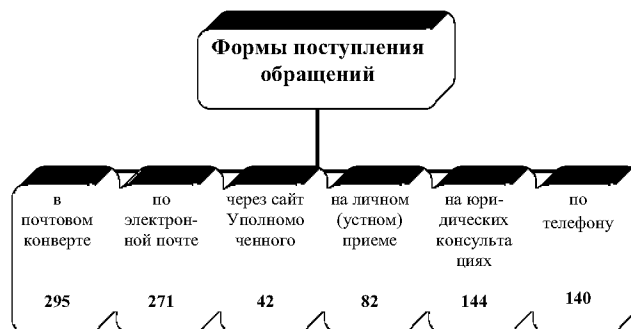 Формы поступления
обращений
в
почтовом
конверте
295
по
электрон-
ной почте
271
через сайт
Уполномо
ченного
42
на личном
(устном)
приеме
82
на юри-
дических
консульта
циях
144
по
телефону
140